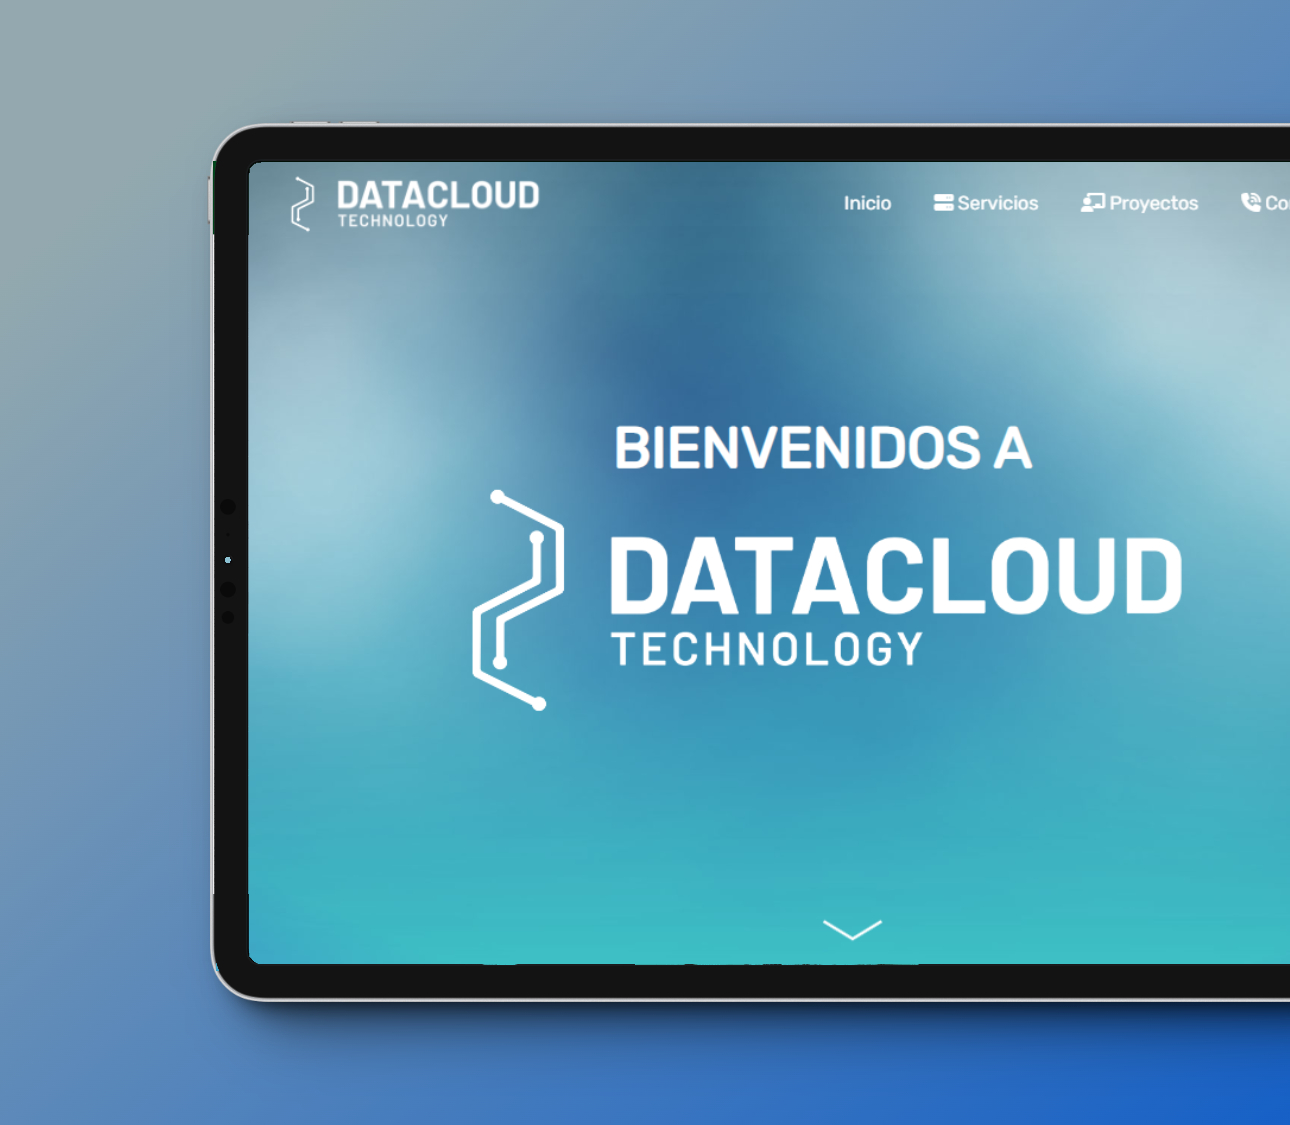 DATACLOUD
TECHNOLOGY
Inicio Servicios Proyectos
BIENVENIDOS A
DATACLOUD
TECHNOLOGY